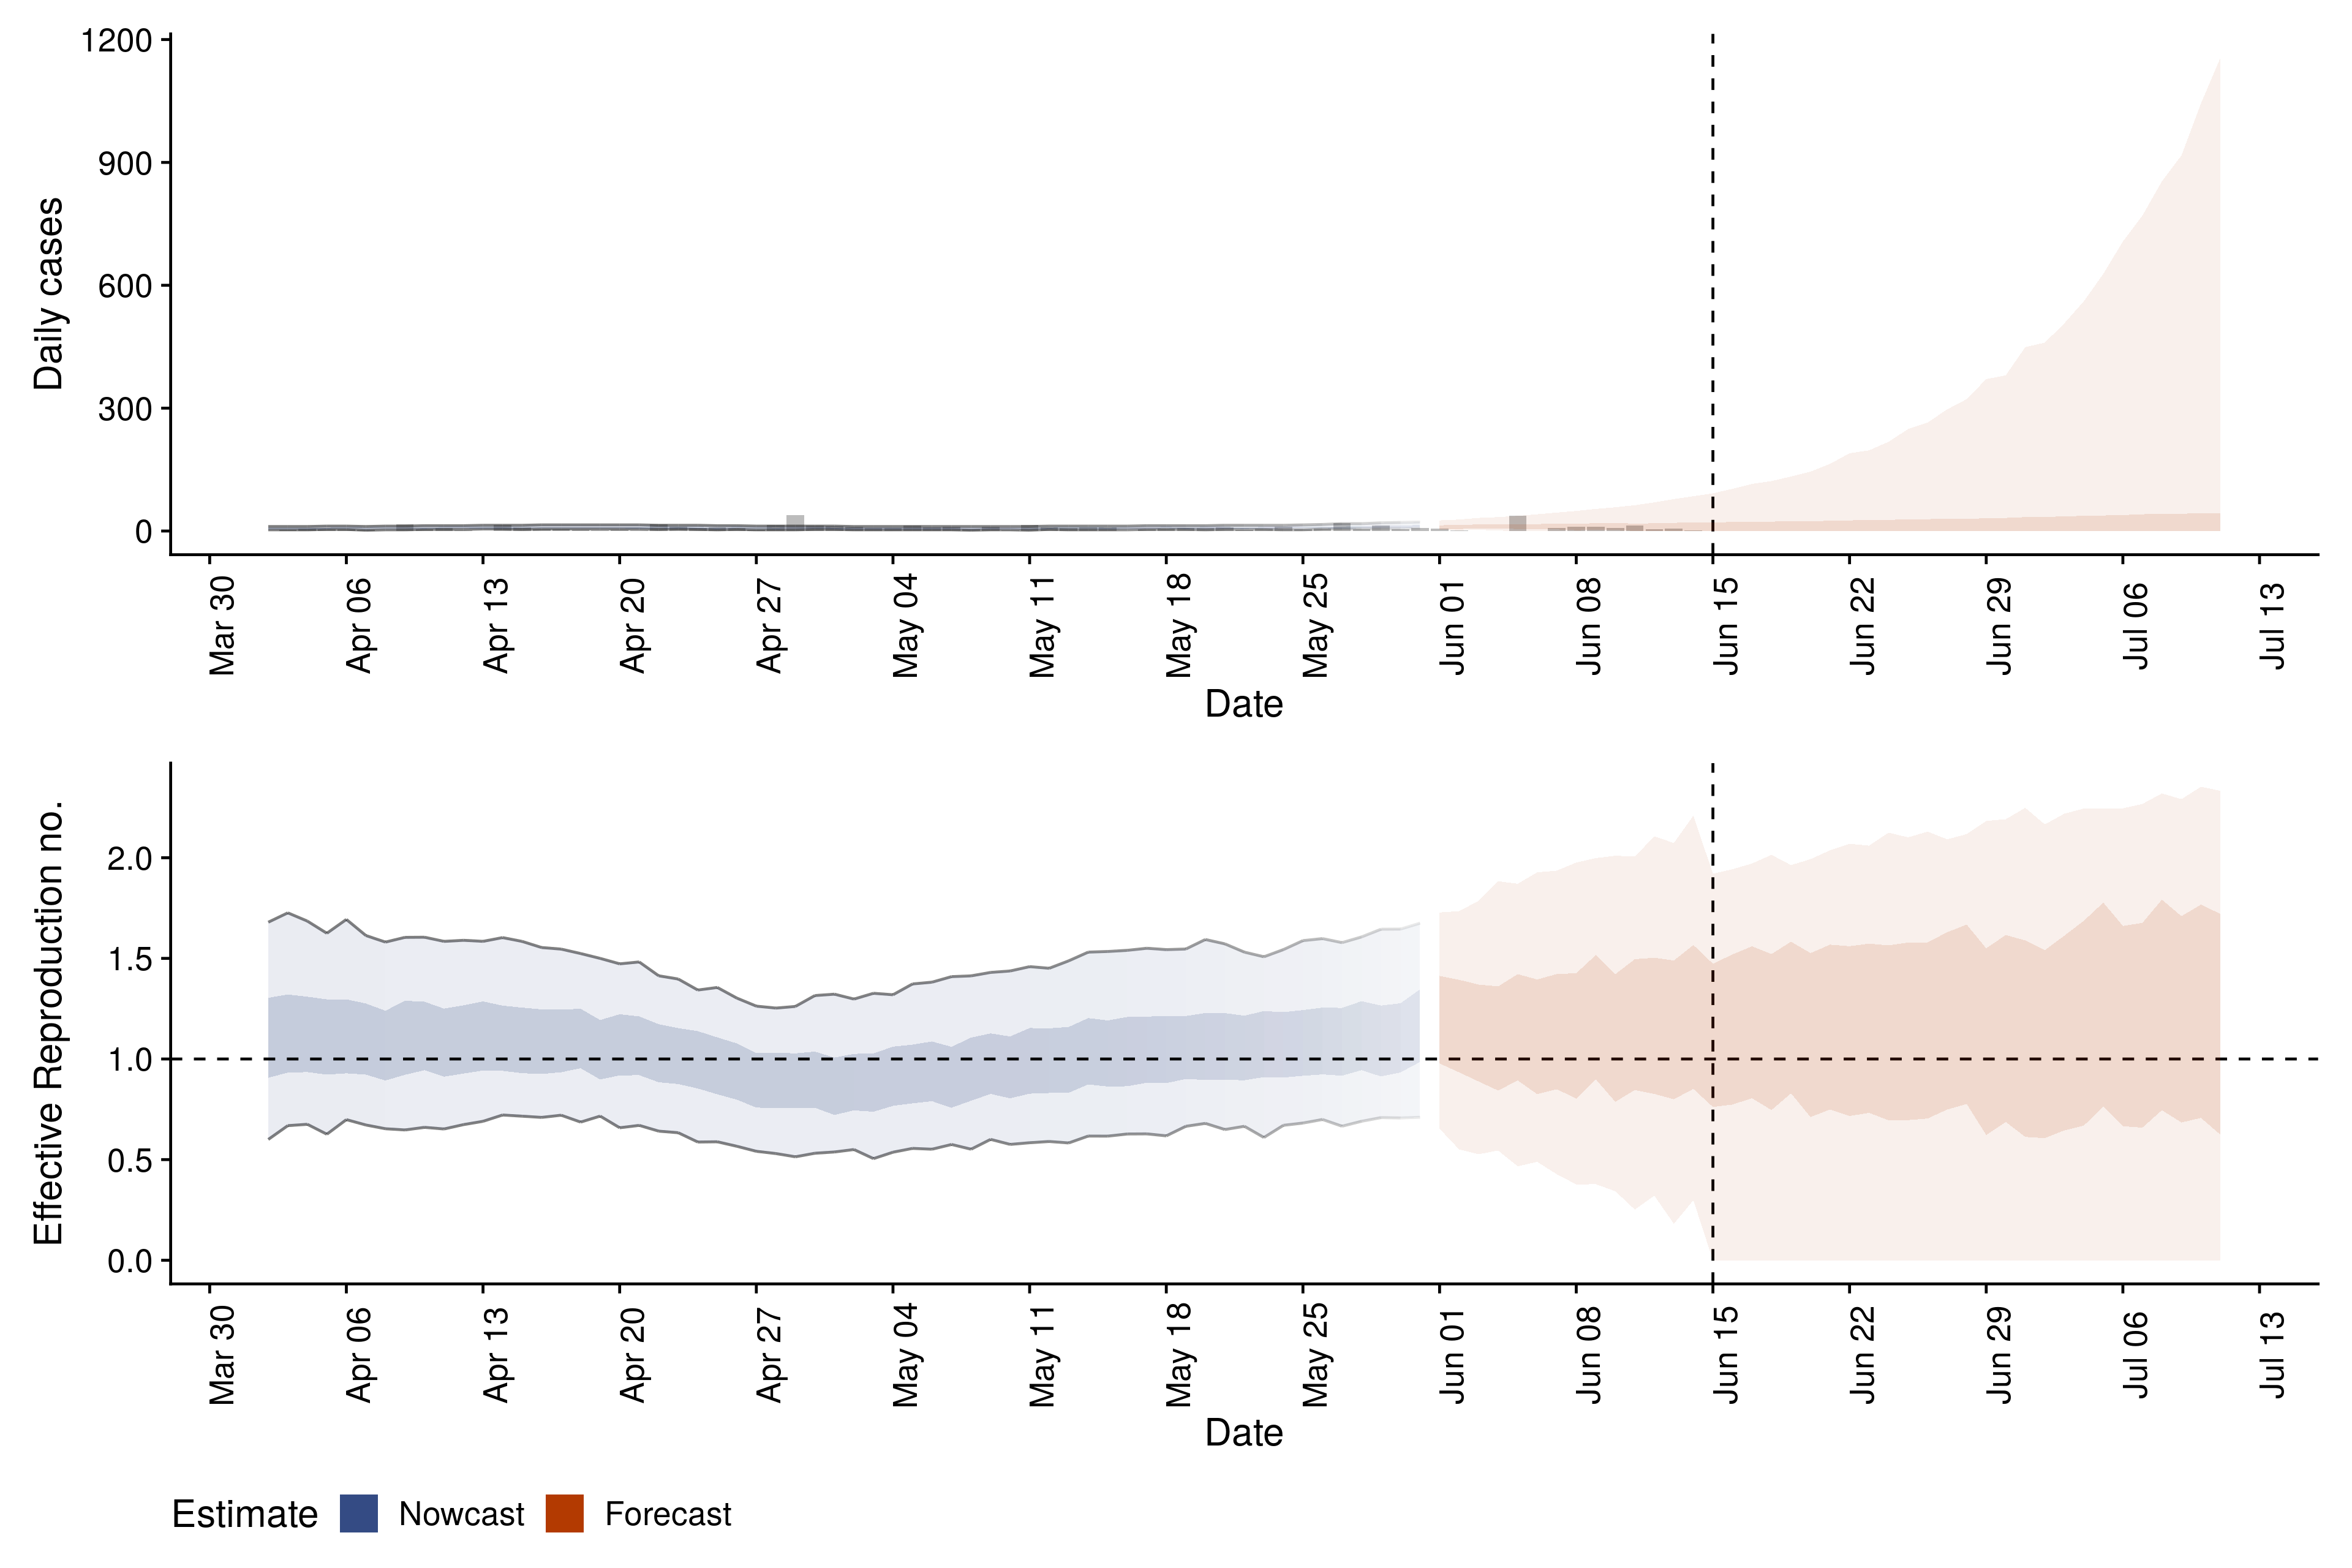 Daily cases
1200
900
600
300
0
Mar 30
Apr 06
Apr 13
Apr 20
Apr 27
May 04
May 11
May 18
May 25
Jun 01
Jun 08
Jun 15
Jun 22
Jun 29
Jul 06
Jul 13
Date
Effective Reproduction no.
2.0
1.5
1.0
0.5
0.0
Mar 30
Apr 06
Apr 13
Apr 20
Apr 27
May 04
May 11
May 18
May 25
Jun 01
Jun 08
Jun 15
Jun 22
Jun 29
Jul 06
Jul 13
Date
Estimate Nowcast Forecast